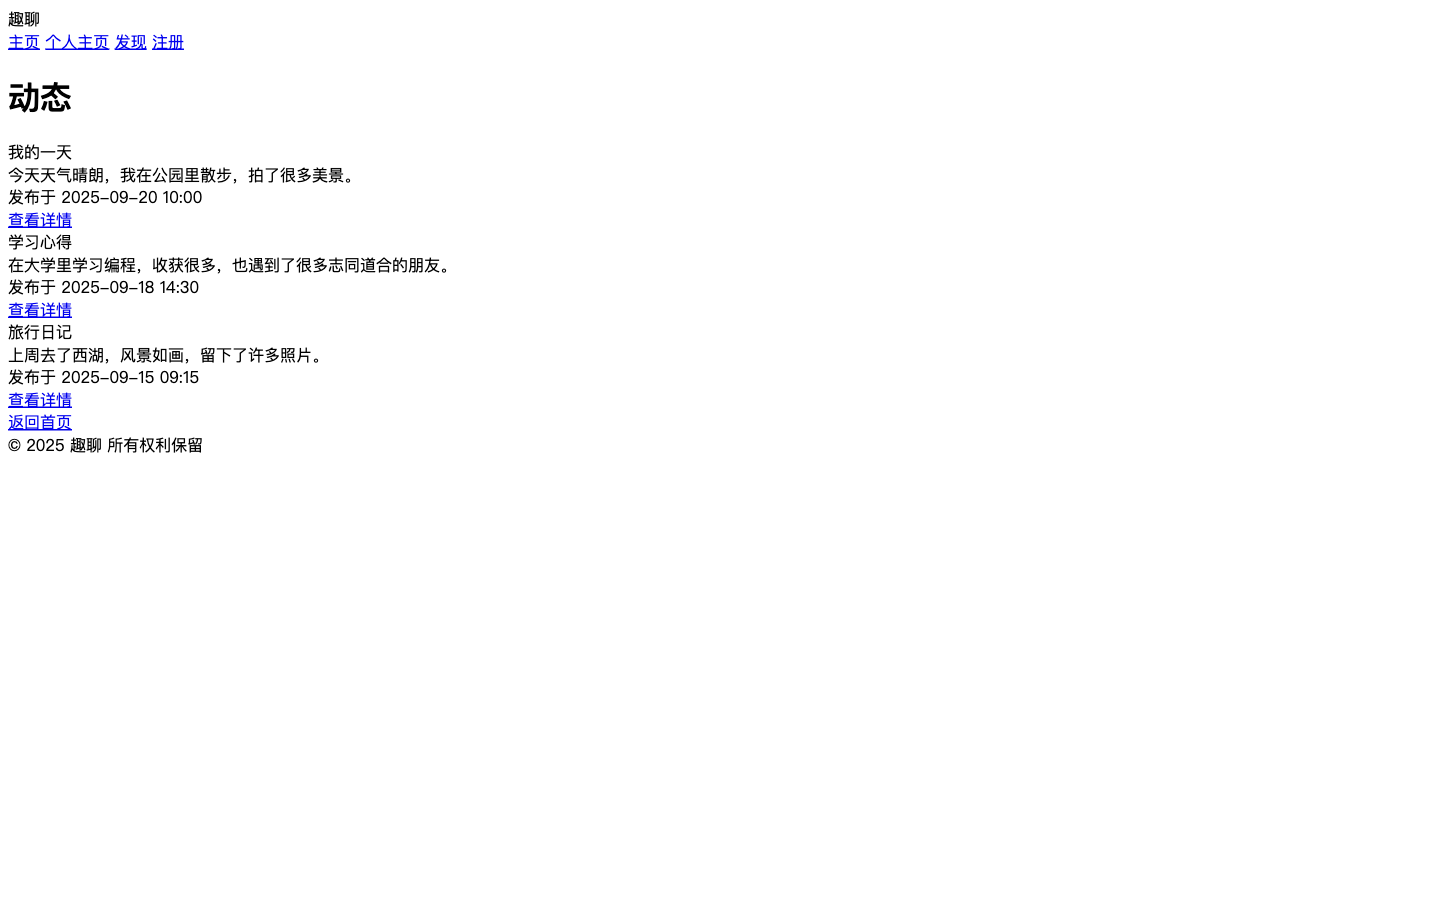 趣聊
主页 个人主页 发现 注册
动态
我的一天
今天天气晴朗，我在公园里散步，拍了很多美景。
发布于 2025-09-20 10:00
查看详情
学习心得
在大学里学习编程，收获很多，也遇到了很多志同道合的朋友。
发布于 2025-09-18 14:30
查看详情
旅行日记
上周去了西湖，风景如画，留下了许多照片。
发布于 2025-09-15 09:15
查看详情
返回首页
© 2025 趣聊 所有权利保留